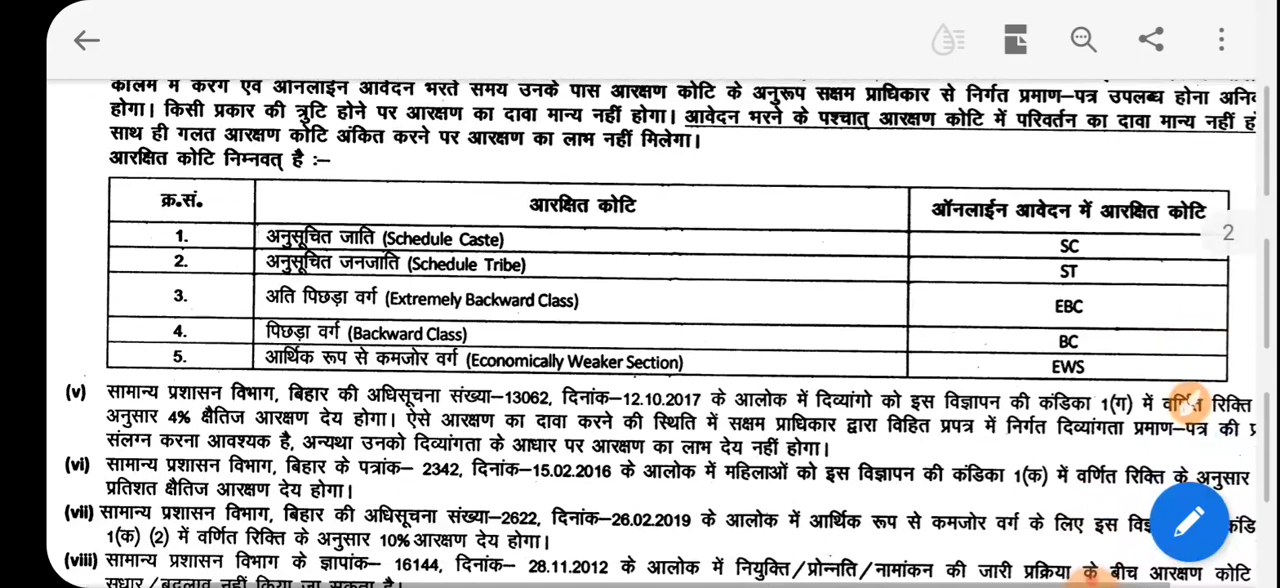 कालम में करेंगे एवं ऑनलाईन आवेदन भरते समय उनके पास आरक्षण कोटि के अनुरूप सक्षम प्राधिकार से निर्गत प्रमाण–पत्र उपलब्ध होना
होगा। किसी प्रकार की त्रुटि होने पर आरक्षण का दावा मान्य नहीं होगा। आवेदन भरने के पश्चात् आरक्षण कोटि में परिवर्तन का दावा मान्य नहीं
साथ ही गलत आरक्षण कोटि अंकित करने पर आरक्षण का लाभ नहीं मिलेगा।
आरक्षित कोटि निम्नवत् है :–
क्र.सं. आरक्षित कोटि ऑनलाईन आवेदन में आरक्षित कोटि
2
1. अनुसूचित जाति (Schedule Caste) SC
2. अनुसूचित जनजाति (Schedule Tribe) ST
3. अति पिछड़ा वर्ग (Extremely Backward Class) EBC
4. पिछड़ा वर्ग (Backward Class) BC
5. आर्थिक रूप से कमजोर वर्ग (Economically Weaker Section) EWS
(v) सामान्य प्रशासन विभाग, बिहार की अधिसूचना संख्या–13062, दिनांक–12.10.2017 के आलोक में दिव्यांगो को इस विज्ञापन की कंडिका 1(ग) में वर्णित रिक्ति
अनुसार 4% क्षैतिज आरक्षण देय होगा। ऐसे आरक्षण का दावा करने की स्थिति में सक्षम प्राधिकार द्वारा विहित प्रपत्र में निर्गत दिव्यांगता प्रमाण–पत्र की
संलग्न करना आवश्यक है, अन्यथा उनको दिव्यांगता के आधार पर आरक्षण का लाभ देय नहीं होगा।
(vi) सामान्य प्रशासन विभाग, बिहार के पत्रांक– 2342, दिनांक–15.02.2016 के आलोक में महिलाओं को इस विज्ञापन की कंडिका 1(क) में वर्णित रिक्ति के अनुसार
प्रतिशत क्षैतिज आरक्षण देय होगा।
(vii) सामान्य प्रशासन विभाग, बिहार की अधिसूचना संख्या–2622, दिनांक–26.02.2019 के आलोक में आर्थिक रूप से कमजोर वर्ग के लिए इस
1(क) (2) में वर्णित रिक्ति के अनुसार 10% आरक्षण देय होगा।
(viii) सामान्य प्रशासन विभाग के ज्ञापांक– 16144, दिनांक– 28.11.2012 के आलोक में नियुक्ति/प्रोन्नति/नामांकन की जारी प्रक्रिया के बीच आरक्षण कोटि
सुधार/बदलाव नहीं किया जा सकता है।